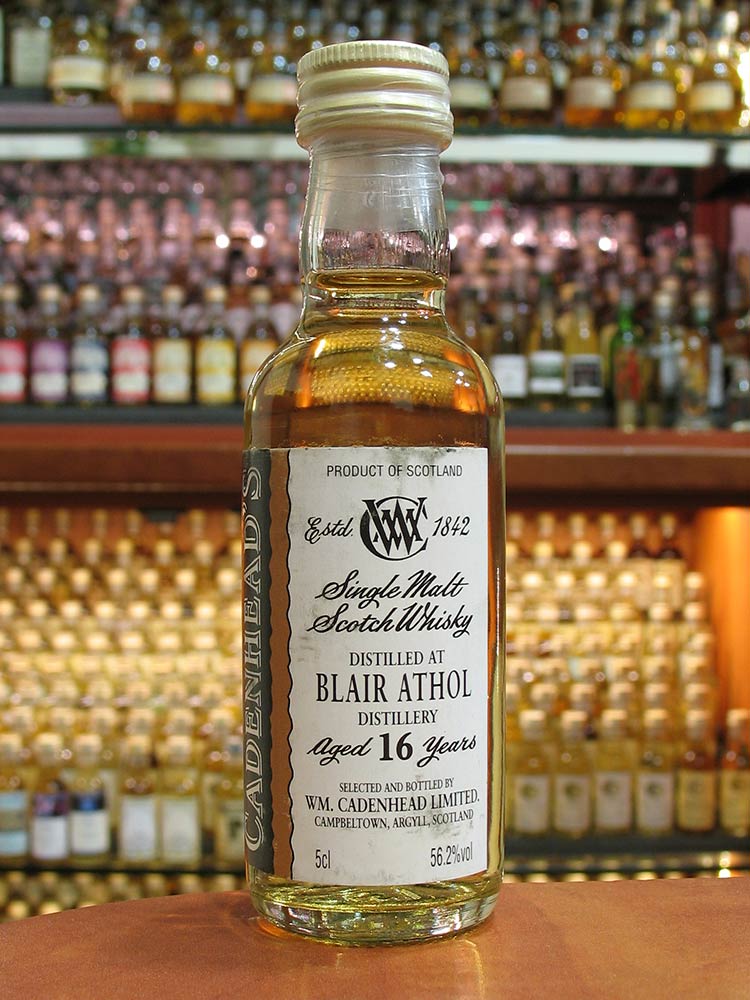 PRODUCT OF SCOTLAND
Estd. WMC 1842
Single Malt
Scotch Whisky
DISTILLED AT
BLAIR ATHOL
DISTILLERY
Aged 16 Years
SELECTED AND BOTTLED BY
WM. CADENHEAD LIMITED.
CAMPBELTOWN, ARGYLL, SCOTLAND
5cl 56.2%vol
CADENHEAD'S